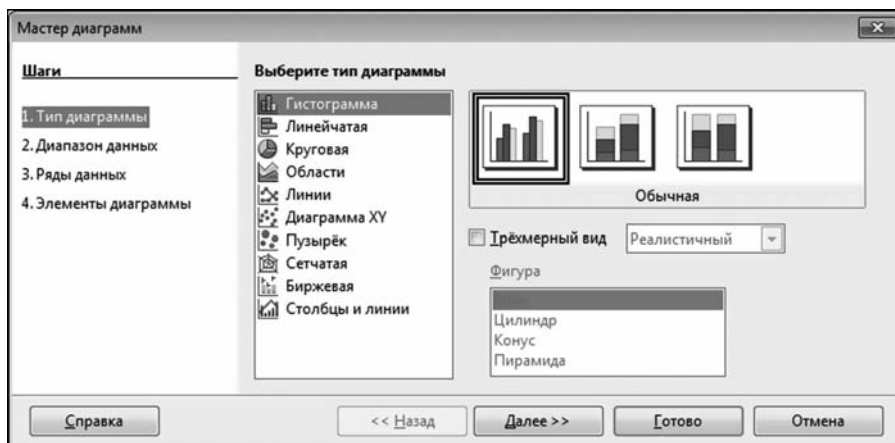 Мастер диаграмм
Шаги
1. Тип диаграммы
2. Диапазон данных
3. Ряды данных
4. Элементы диаграммы
Выберите тип диаграммы
Гистограмма
Линейчатая
Круговая
Области
Линии
Диаграмма XY
Пузырёк
Сетчатая
Биржевая
Столбцы и линии
Обычная
Трёхмерный вид
Реалистичный
Фигура
Цилиндр
Конус
Пирамида
Справка
<< Назад
Далее >>
Готово
Отмена